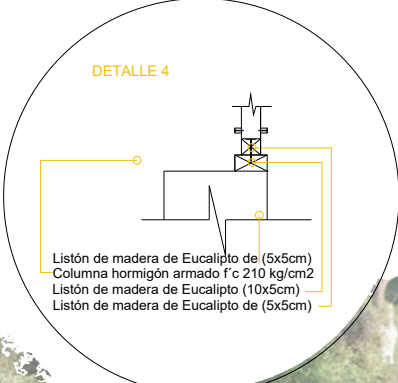 DETALLE 4
Listón de madera de Eucalipto de (5x5cm)
Columna hormigón armado f´c 210 kg/cm2
Listón de madera de Eucalipto (10x5cm)
Listón de madera de Eucalipto de (5x5cm)